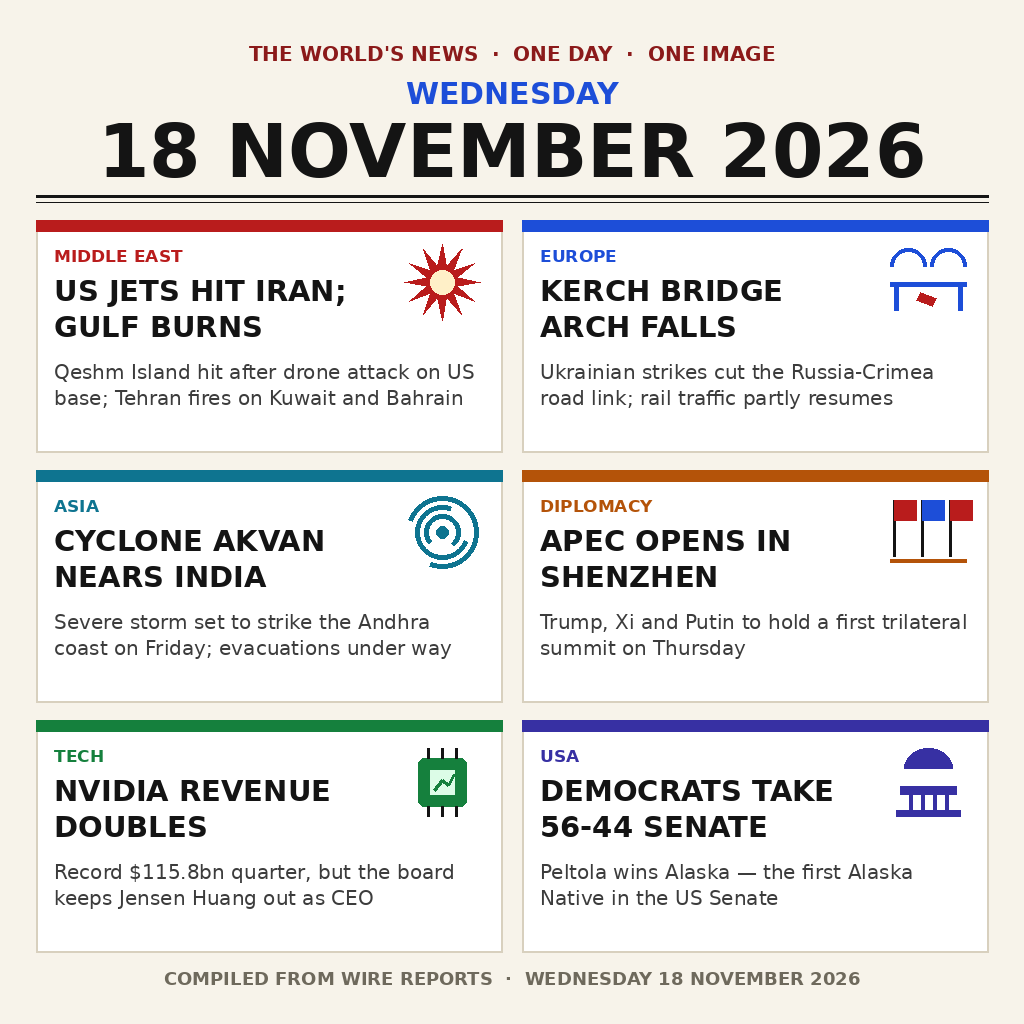 THE WORLD'S NEWS · ONE DAY · ONE IMAGE
WEDNESDAY
18 NOVEMBER 2026
MIDDLE EAST
US JETS HIT IRAN;
GULF BURNS
Qeshm Island hit after drone attack on US
base; Tehran fires on Kuwait and Bahrain
EUROPE
KERCH BRIDGE
ARCH FALLS
Ukrainian strikes cut the Russia-Crimea
road link; rail traffic partly resumes
ASIA
CYCLONE AKVAN
NEARS INDIA
Severe storm set to strike the Andhra
coast on Friday; evacuations under way
DIPLOMACY
APEC OPENS IN
SHENZHEN
Trump, Xi and Putin to hold a first trilateral
summit on Thursday
TECH
NVIDIA REVENUE
DOUBLES
Record $115.8bn quarter, but the board
keeps Jensen Huang out as CEO
USA
DEMOCRATS TAKE
56-44 SENATE
Peltola wins Alaska — the first Alaska
Native in the US Senate
COMPILED FROM WIRE REPORTS · WEDNESDAY 18 NOVEMBER 2026